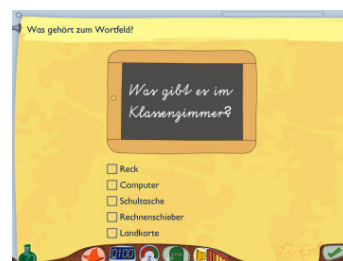 Was gehört zum Wortfeld?
Was gibt es im
Klassenzimmer?
Reck
Computer
Schultasche
Rechnenschieber
Landkarte